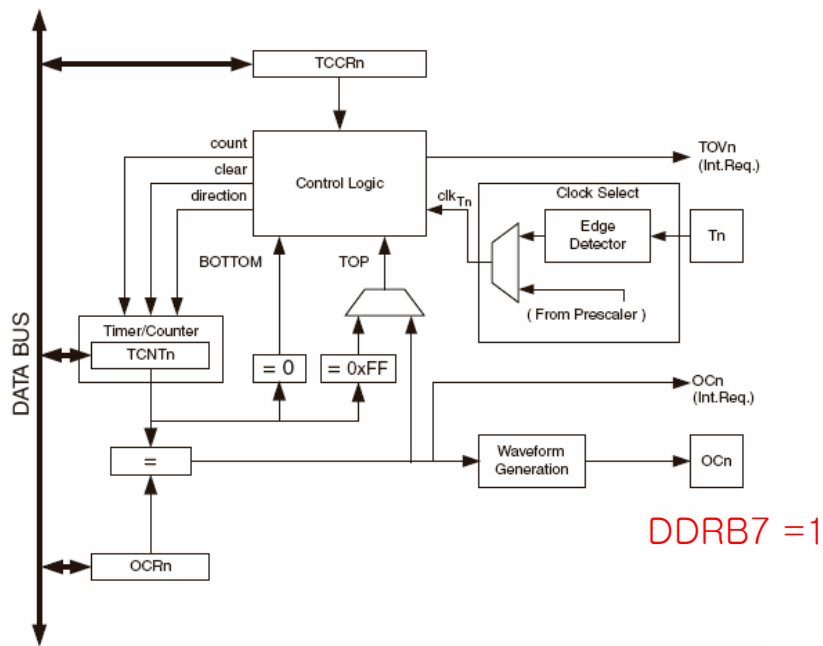 TCCRn
count
clear
direction
Control Logic
TOVn
(Int.Req.)
clkTn
Clock Select
Edge
Detector
Tn
( From Prescaler )
BOTTOM
TOP
DATA BUS
Timer/Counter
TCNTn
= 0
= 0xFF
OCn
(Int.Req.)
=
Waveform
Generation
OCn
DDRB7 =1
OCRn